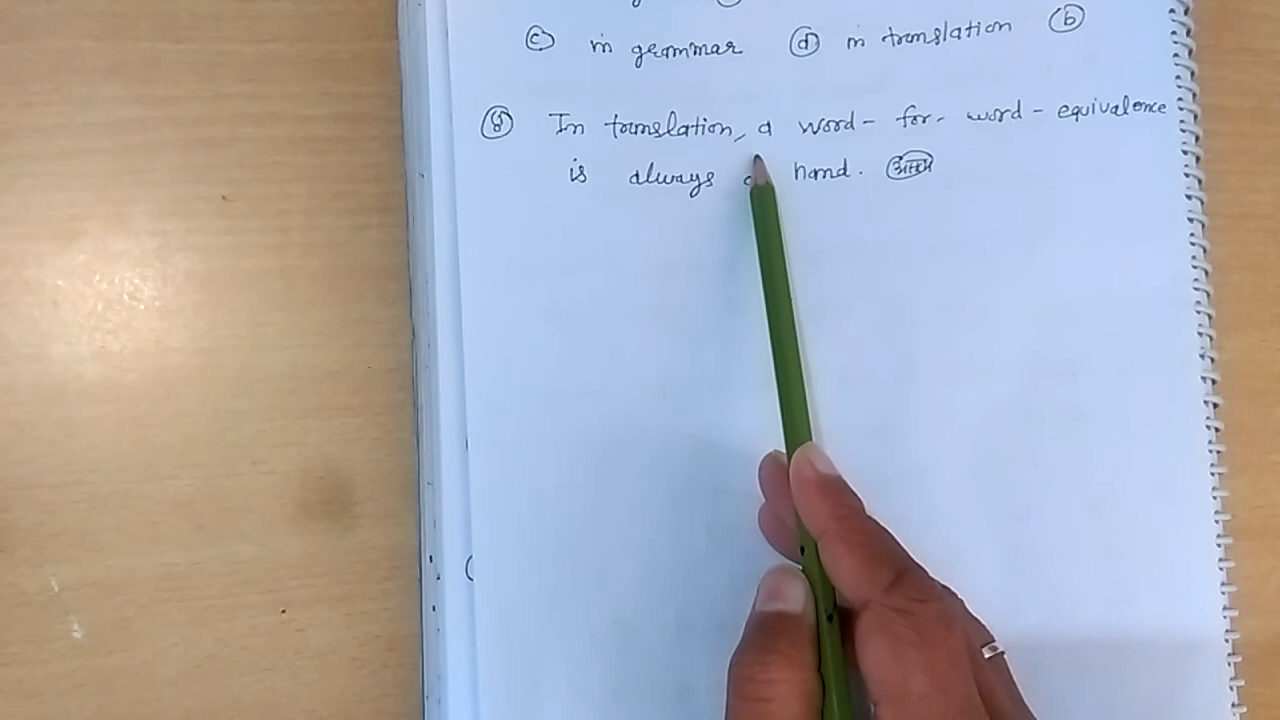 ⓒ in grammar ⓓ in translation ⓑ
⑧ In translation, a word-for-word-equivalence
is always hand. असत्य